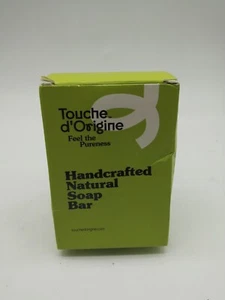 Touche
d'Origine
Feel the
Pureness
Handcrafted
Natural
Soap
Bar